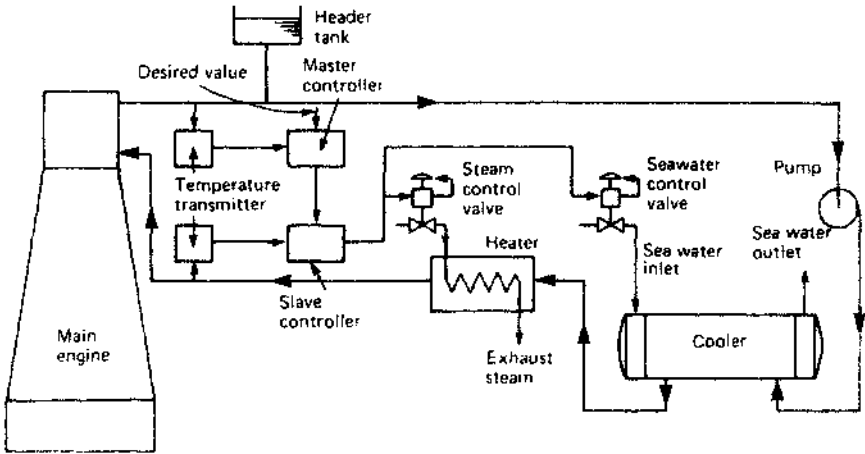 Header
tank
Desired value
Master
controller
Steam
control
valve
Seawater
control
valve
Pump
Temperature
transmitter
Heater
Sea water
inlet
Sea water
outlet
Slave
controller
Main
engine
Cooler
Exhaust
steam